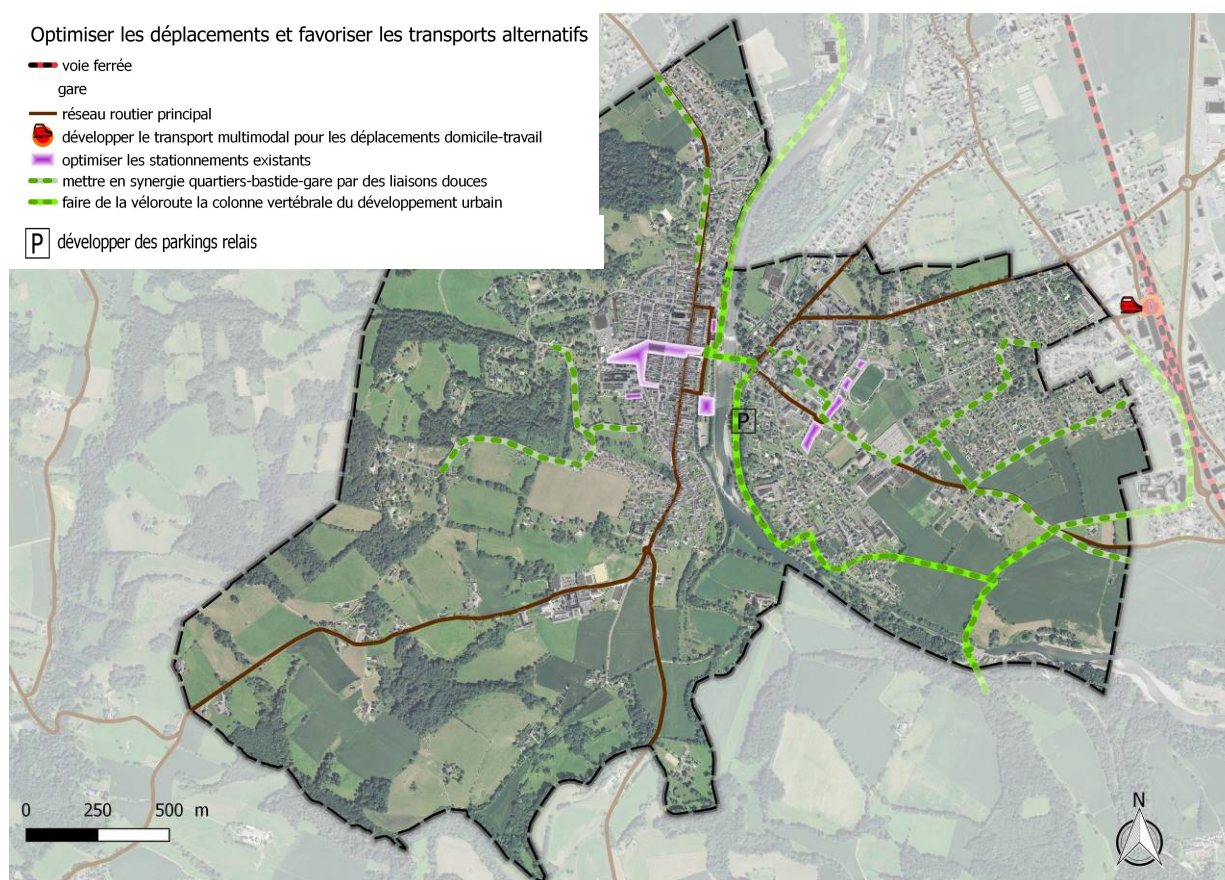 Optimiser les déplacements et favoriser les transports alternatifs
voie ferrée
gare
réseau routier principal
développer le transport multimodal pour les déplacements domicile-travail
optimiser les stationnements existants
mettre en synergie quartiers-bastide-gare par des liaisons douces
faire de la véloroute la colonne vertébrale du développement urbain
P développer des parkings relais
P
0 250 500 m
N